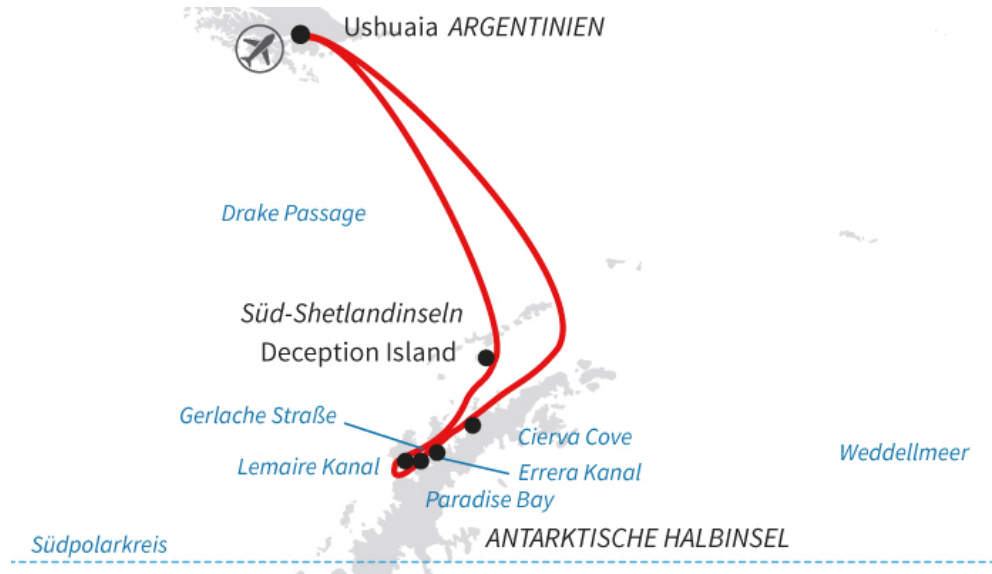 Ushuaia ARGENTINIEN
Drake Passage
Süd-Shetlandinseln
Deception Island
Gerlache Straße
Cierva Cove
Lemaire Kanal
Errera Kanal
Weddellmeer
Paradise Bay
ANTARKTISCHE HALBINSEL
Südpolarkreis